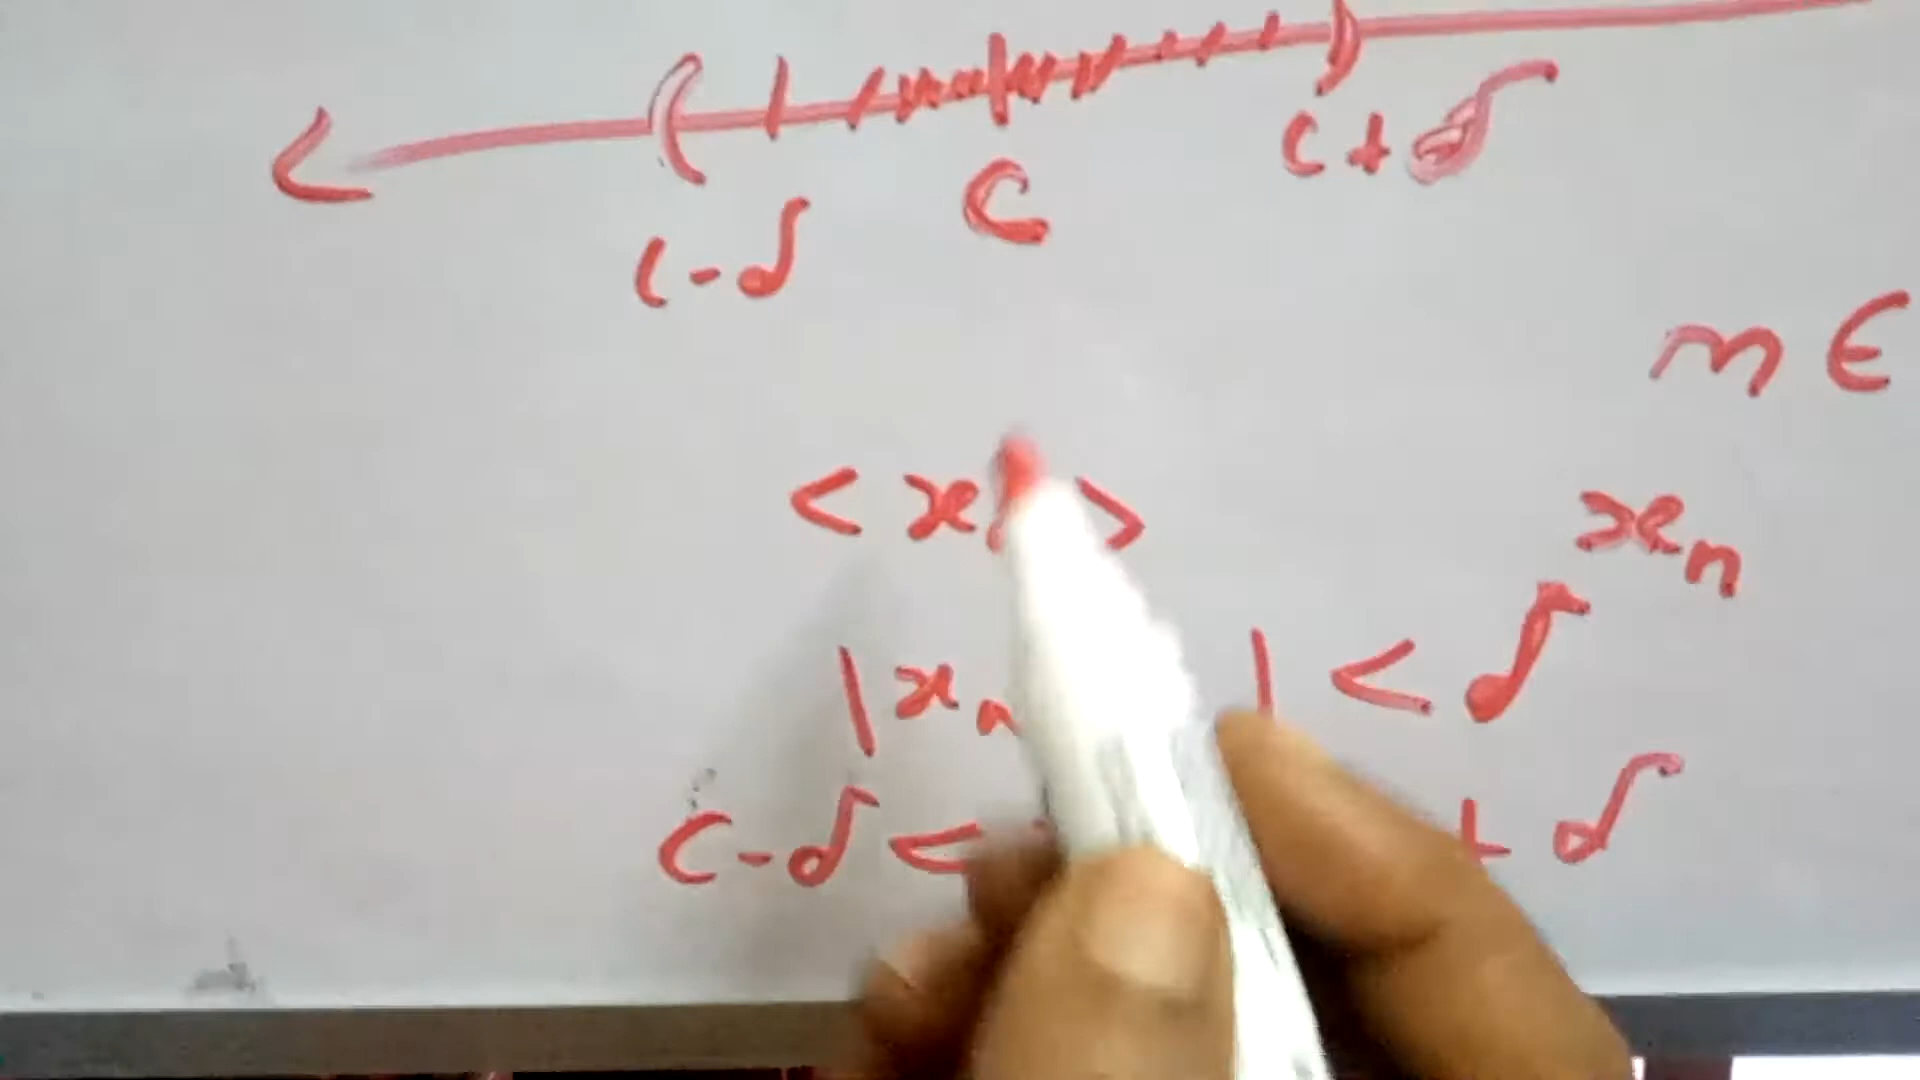 c+δ
c-δ C
n ∈
<x >
xn
|xn | < δ
c-δ < + δ